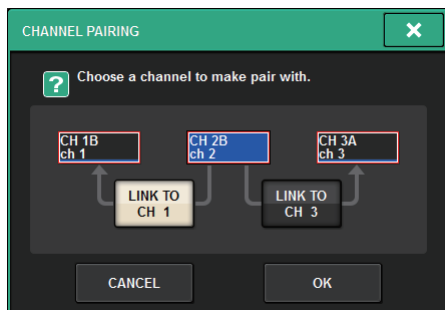 CHANNEL PAIRING
Choose a channel to make pair with.
CH 1B
ch 1
CH 2B
ch 2
CH 3A
ch 3
LINK TO
CH 1
LINK TO
CH 3
CANCEL
OK